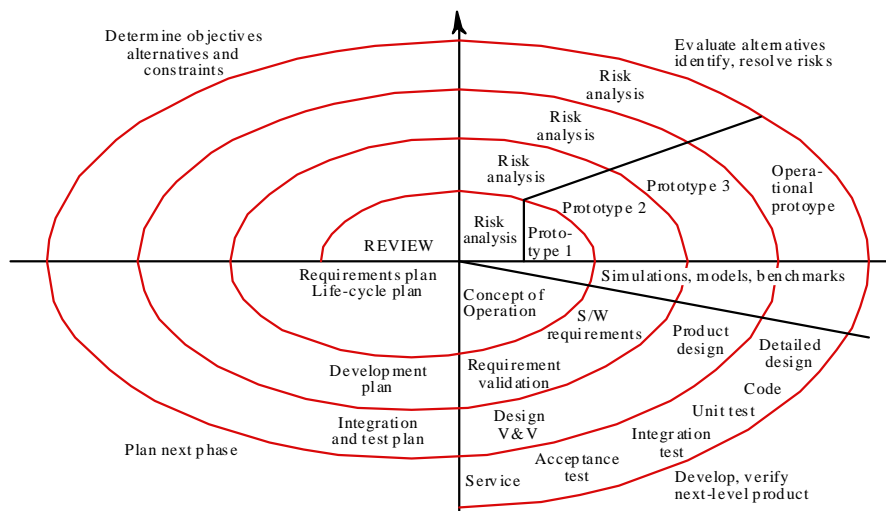 Determine objectives
alternatives and
constraints
Evaluate alternatives
identify, resolve risks
Risk
analysis
Risk
analysis
Risk
analysis
Risk
analysis
Opera-
tional
protoype
Prototype 3
Prototype 2
Proto-
type 1
REVIEW
Requirements plan
Life-cycle plan
Simulations, models, benchmarks
Concept of
Operation
S/W
requirements
Product
design
Detailed
design
Development
plan
Requirement
validation
Code
Unit test
Integration
and test plan
Design
V&V
Integration
test
Plan next phase
Acceptance
test
Service
Develop, verify
next-level product